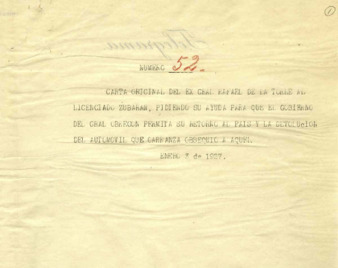 1
Telegrama
NUMERO 52.
CARTA ORIGINAL DEL EX GRAL RAFAEL DE LA TORRE AL
LICENCIADO ZUBARAN, PIDIENDO SU AYUDA PARA QUE EL GOBIERNO
DEL GRAL OBREGON PERMITA SU RETORNO AL PAIS Y LA DEVOLUCION
DEL AUTOMOVIL QUE CARRANZA OBSEQUIO A AQUEL.
ENERO de 1927.